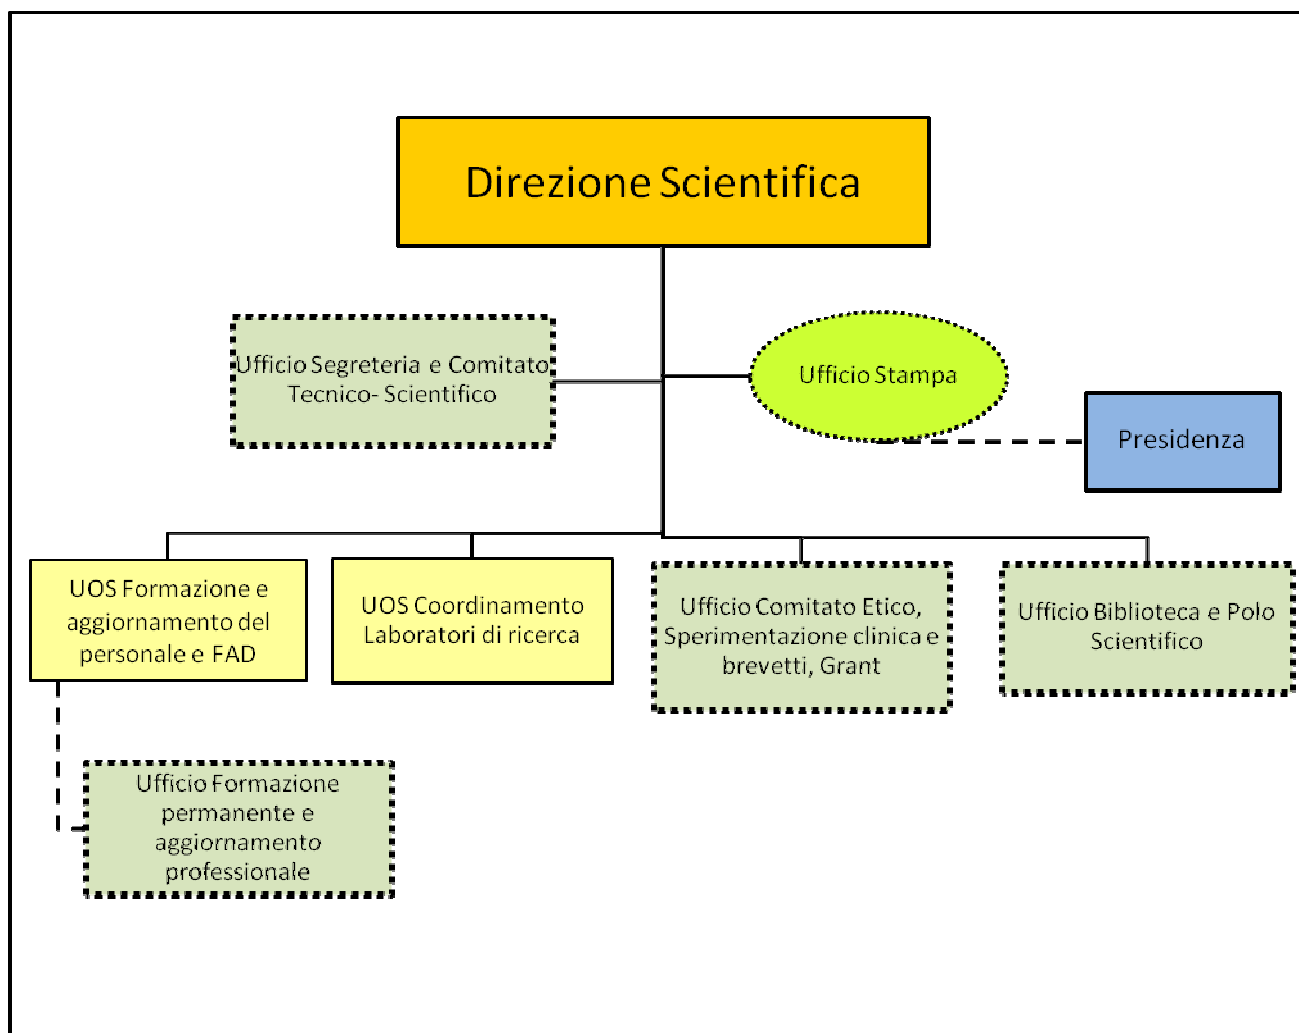 Direzione Scientifica
Ufficio Segreteria e Comitato
Tecnico- Scientifico
Ufficio Stampa
Presidenza
UOS Formazione e
aggiornamento del
personale e FAD
UOS Coordinamento
Laboratori di ricerca
Ufficio Comitato Etico,
Sperimentazione clinica e
brevetti, Grant
Ufficio Biblioteca e Polo
Scientifico
Ufficio Formazione
permanente e
aggiornamento
professionale